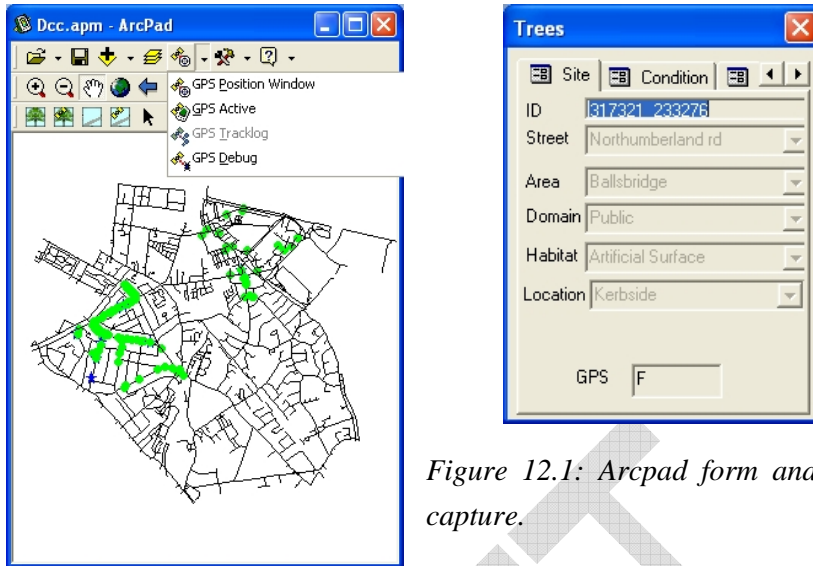 Dcc.apm - ArcPad
GPS Position Window
GPS Active
GPS Tracklog
GPS Debug
Trees
Site
Condition
ID 317321_233276
Street Northumberland rd
Area Ballsbridge
Domain Public
Habitat Artificial Surface
Location Kerbside
GPS F
Figure 12.1: Arcpad form and
capture.